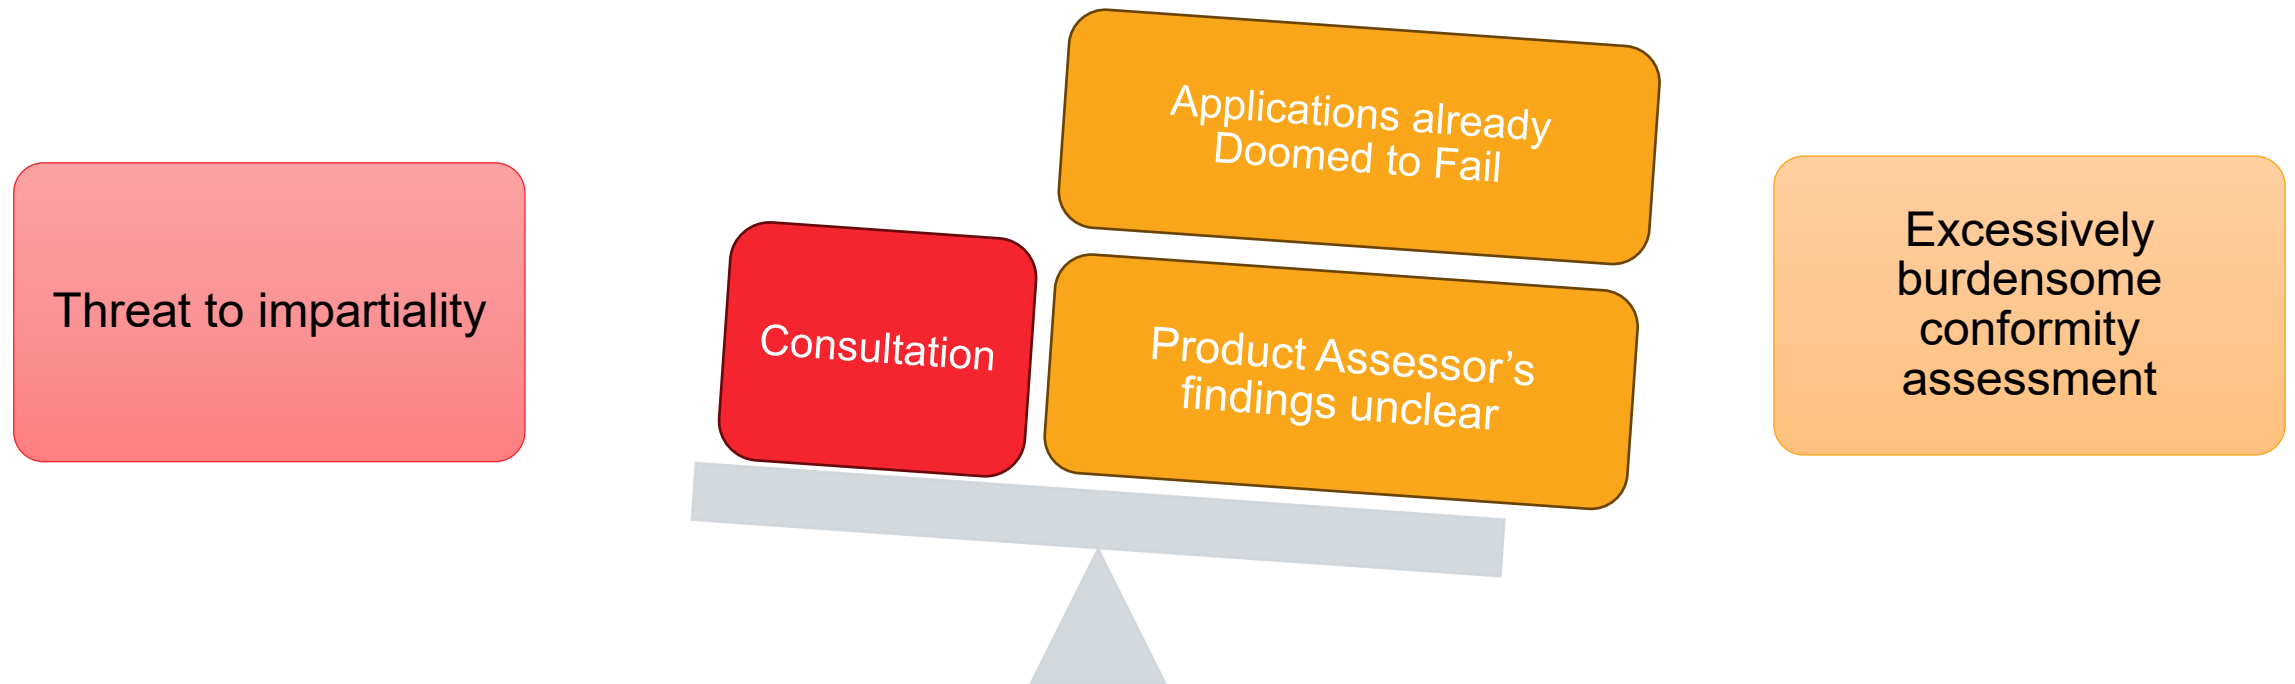 Threat to impartiality
Consultation
Applications already
Doomed to Fail
Product Assessor’s
findings unclear
Excessively
burdensome
conformity
assessment